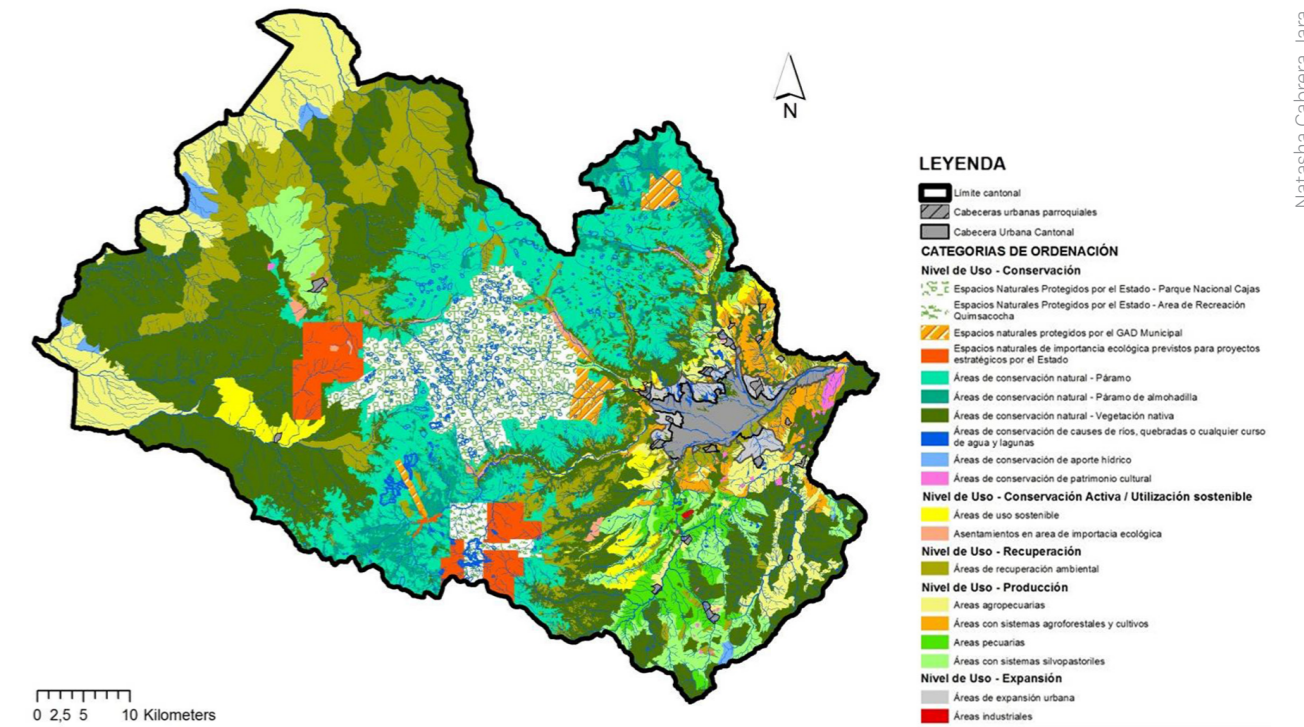 Natasha Cabrera Jara
N
LEYENDA
Límite cantonal
Cabeceras urbanas parroquiales
Cabecera Urbana Cantonal
CATEGORIAS DE ORDENACIÓN
Nivel de Uso - Conservación
Espacios Naturales Protegidos por el Estado - Parque Nacional Cajas
Espacios Naturales Protegidos por el Estado - Area de Recreación
Quimsacocha
Espacios naturales protegidos por el GAD Municipal
Espacios naturales de importancia ecológica previstos para proyectos
estratégicos por el Estado
Áreas de conservación natural - Páramo
Áreas de conservación natural - Páramo de almohadilla
Áreas de conservación natural - Vegetación nativa
Áreas de conservación de causes de ríos, quebradas o cualquier curso
de agua y lagunas
Áreas de conservación de aporte hídrico
Áreas de conservación de patrimonio cultural
Nivel de Uso - Conservación Activa / Utilización sostenible
Áreas de uso sostenible
Asentamientos en area de importacia ecológica
Nivel de Uso - Recuperación
Áreas de recuperación ambiental
Nivel de Uso - Producción
Areas agropecuarias
Áreas con sistemas agroforestales y cultivos
Areas pecuarias
Áreas con sistemas silvopastoriles
Nivel de Uso - Expansión
Áreas de expansión urbana
Áreas industriales
0 2,5 5 10 Kilometers